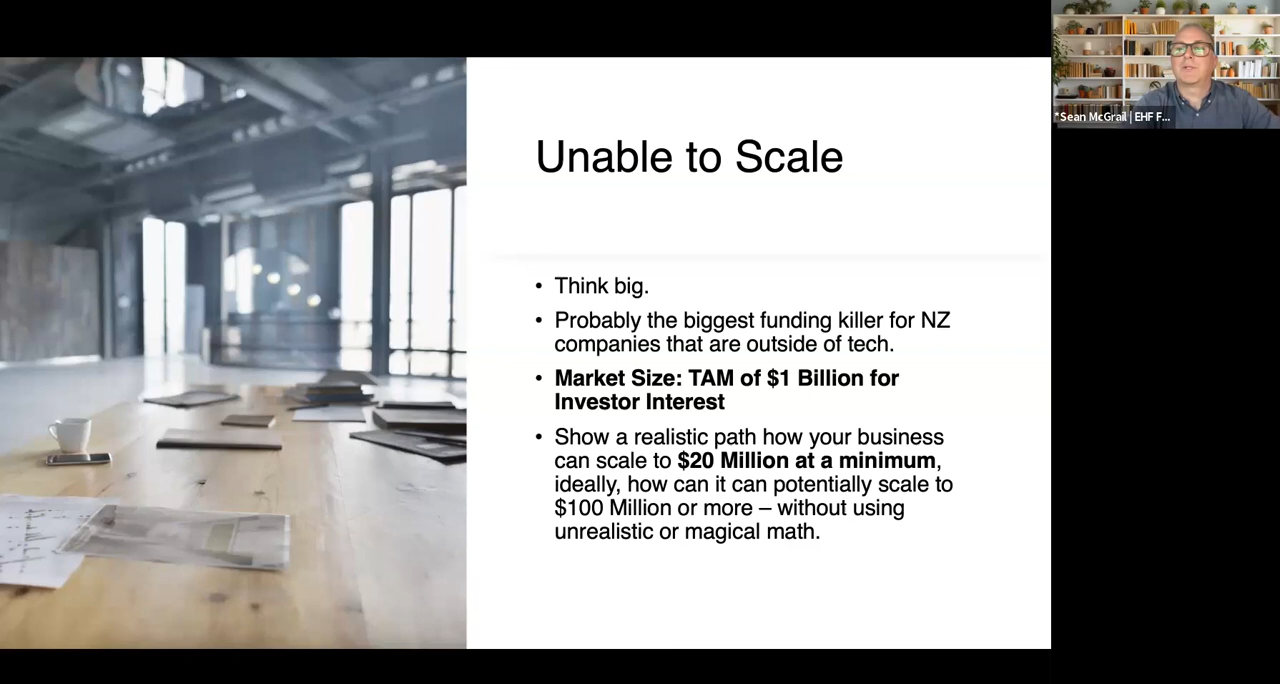 Unable to Scale
• Think big.
• Probably the biggest funding killer for NZ
companies that are outside of tech.
• Market Size: TAM of $1 Billion for
Investor Interest
• Show a realistic path how your business
can scale to $20 Million at a minimum,
ideally, how can it can potentially scale to
$100 Million or more – without using
unrealistic or magical math.
*Sean McGrail | EHF F...